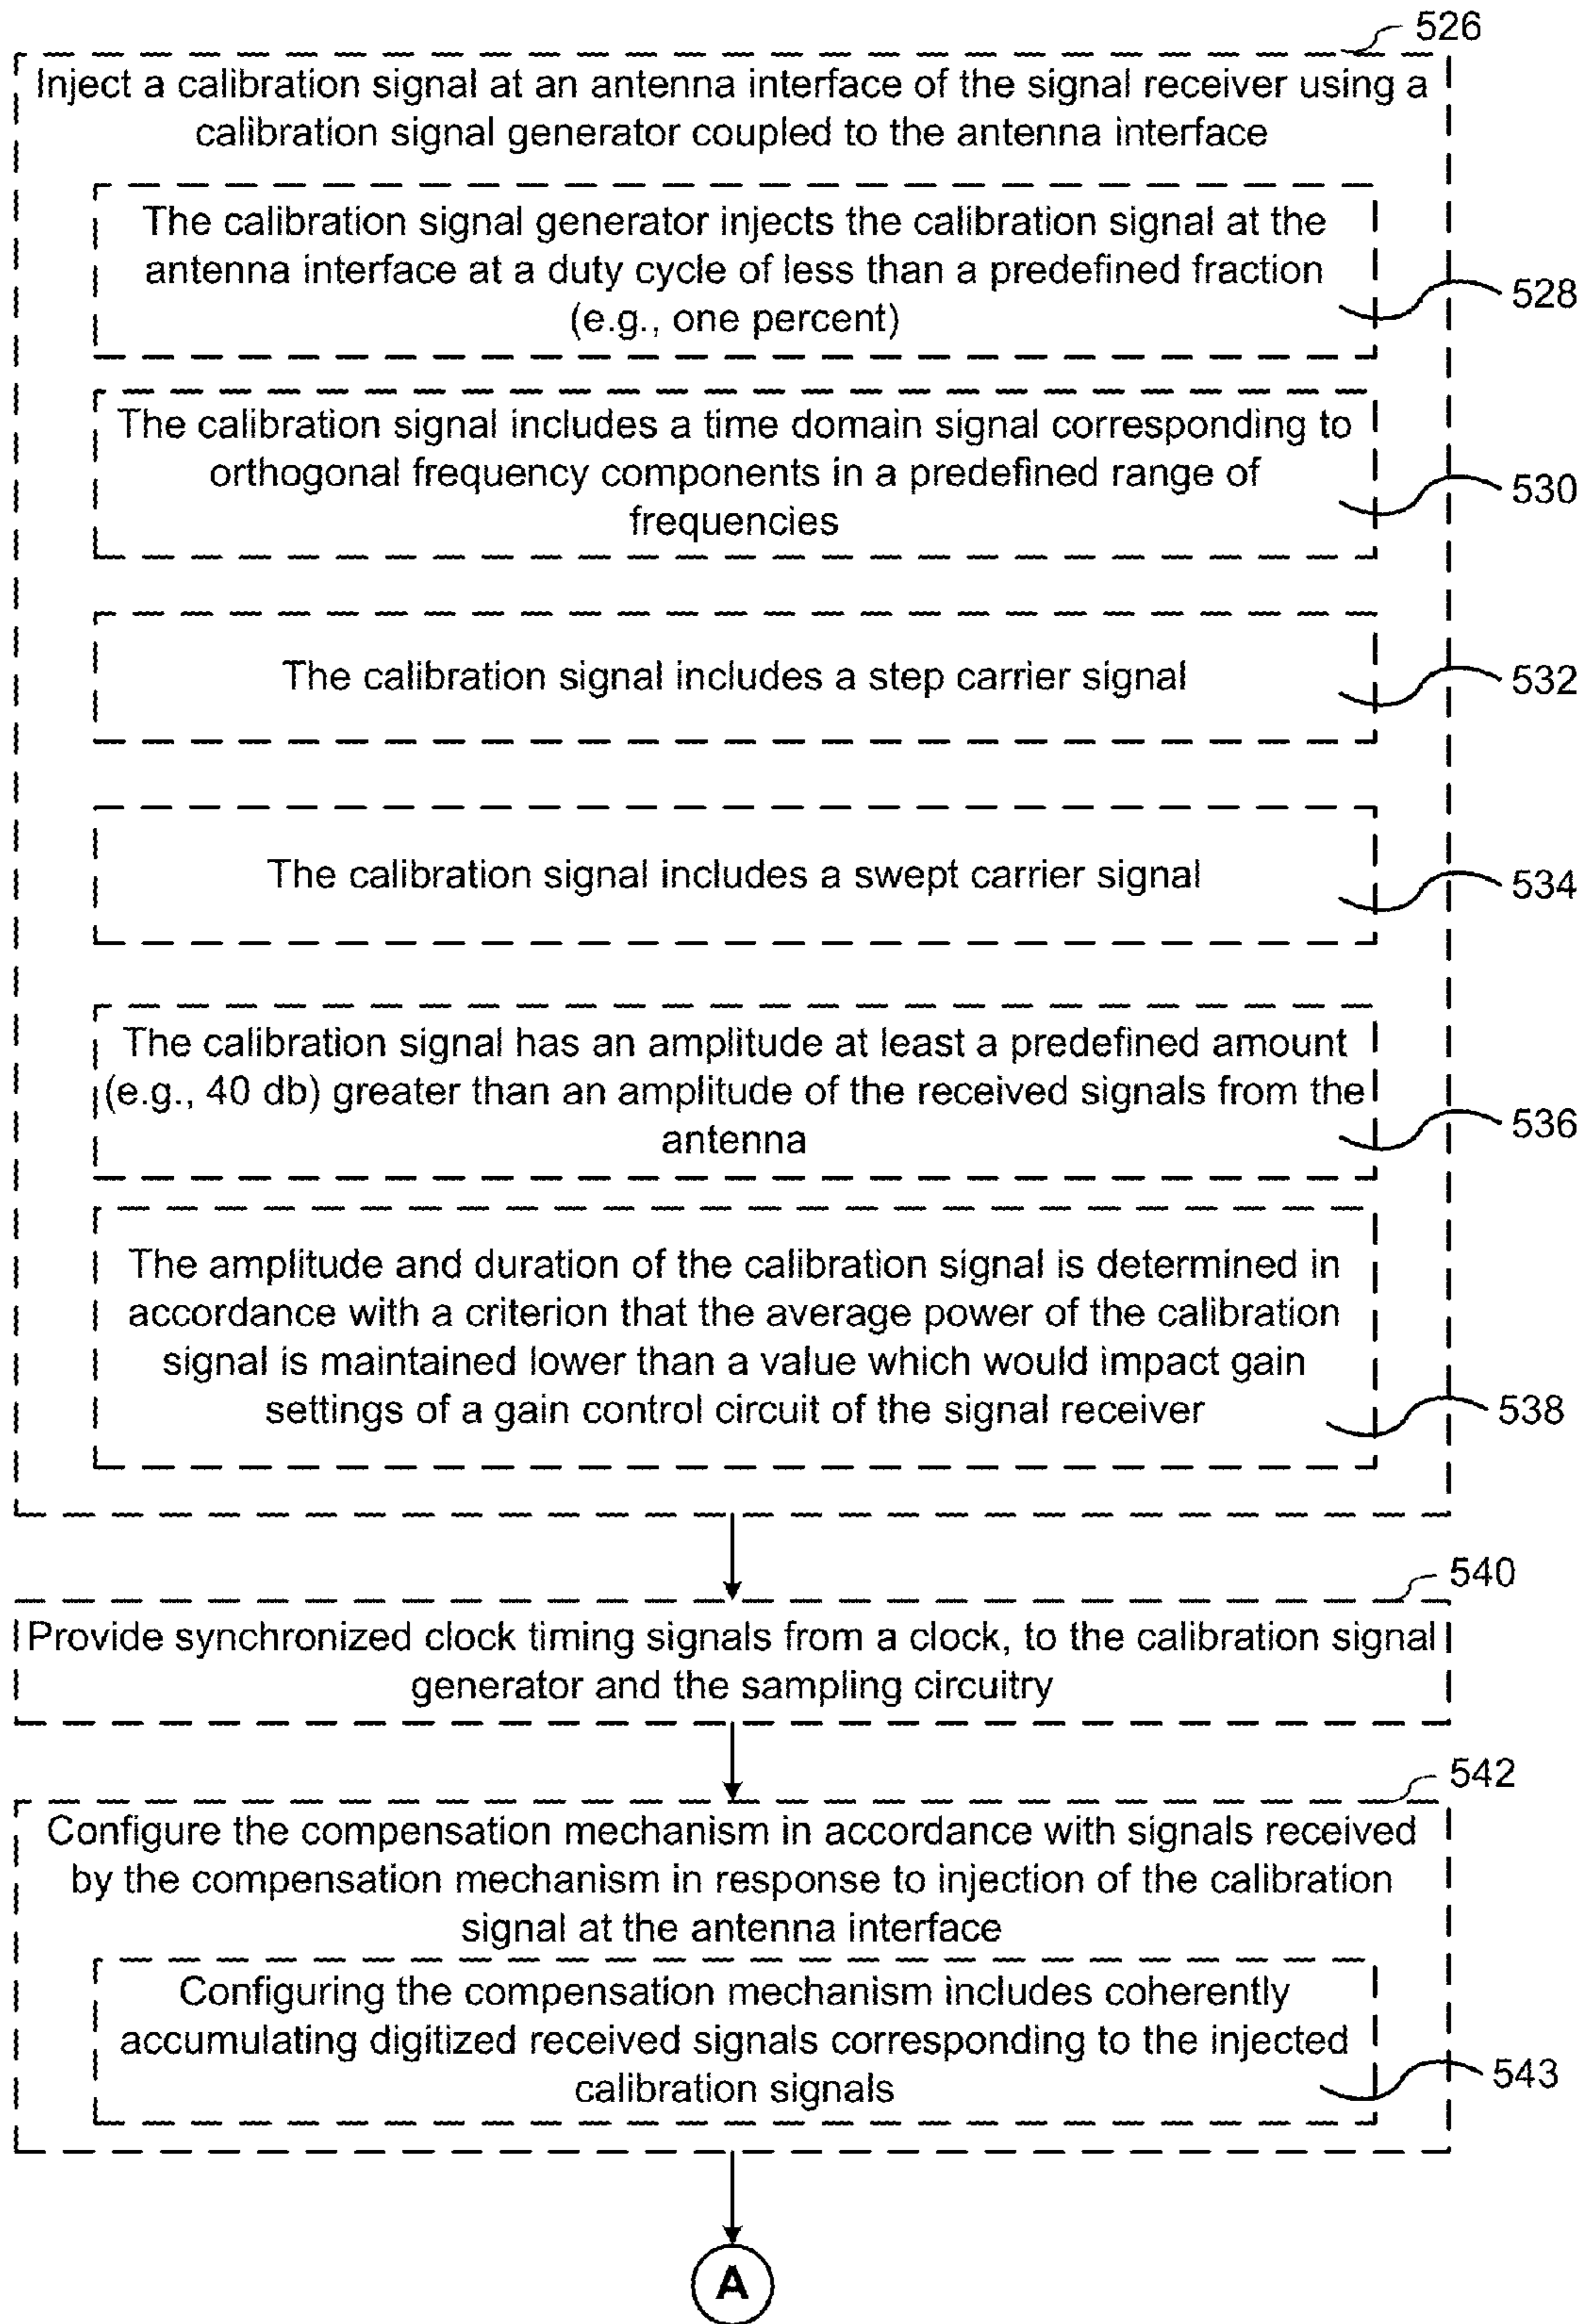 526
Inject a calibration signal at an antenna interface of the signal receiver using a
calibration signal generator coupled to the antenna interface
The calibration signal generator injects the calibration signal at the
antenna interface at a duty cycle of less than a predefined fraction
(e.g., one percent)
528
The calibration signal includes a time domain signal corresponding to
orthogonal frequency components in a predefined range of
frequencies
530
The calibration signal includes a step carrier signal
532
The calibration signal includes a swept carrier signal
534
The calibration signal has an amplitude at least a predefined amount
(e.g., 40 db) greater than an amplitude of the received signals from the
antenna
536
The amplitude and duration of the calibration signal is determined in
accordance with a criterion that the average power of the calibration
signal is maintained lower than a value which would impact gain
settings of a gain control circuit of the signal receiver
538
540
Provide synchronized clock timing signals from a clock, to the calibration signal
generator and the sampling circuitry
542
Configure the compensation mechanism in accordance with signals received
by the compensation mechanism in response to injection of the calibration
signal at the antenna interface
Configuring the compensation mechanism includes coherently
accumulating digitized received signals corresponding to the injected
calibration signals
543
A